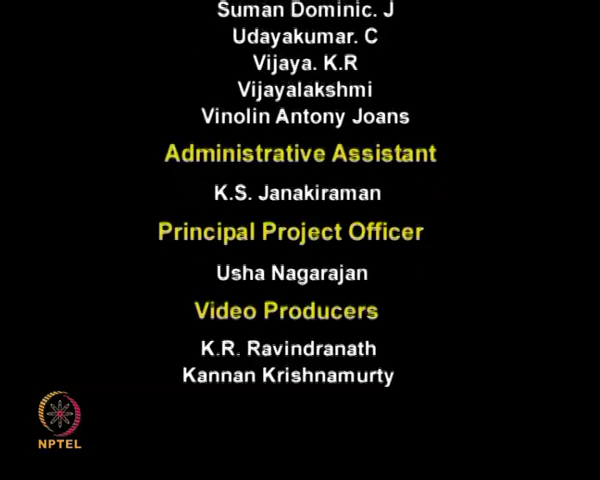 Suman Dominic. J
Udayakumar. C
Vijaya. K.R
Vijayalakshmi
Vinolin Antony Joans
Administrative Assistant
K.S. Janakiraman
Principal Project Officer
Usha Nagarajan
Video Producers
K.R. Ravindranath
Kannan Krishnamurty
NPTEL